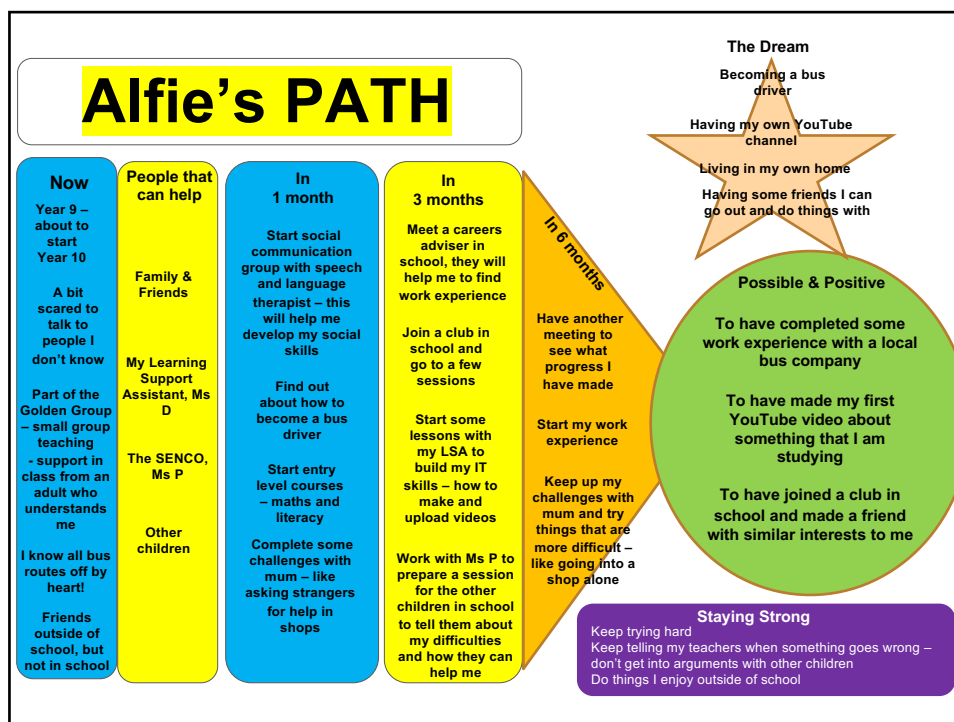 Alfie's PATH
Now
Year 9 –
about to
start
Year 10
A bit
scared to
talk to
people I
don't know
Part of the
Golden Group
– small group
teaching
- support in
class from an
adult who
understands
me
I know all bus
routes off by
heart!
Friends
outside of
school, but
not in school
People that
can help
Family &
Friends
My Learning
Support
Assistant, Ms
D
The SENCO,
Ms P
Other
children
In
1 month
Start social
communication
group with speech
and language
therapist – this
will help me
develop my social
skills
Find out
about how to
become a bus
driver
Start entry
level courses
– maths and
literacy
Complete some
challenges with
mum – like
asking strangers
for help in
shops
In
3 months
Meet a careers
adviser in
school, they will
help me to find
work experience
Join a club in
school and
go to a few
sessions
Start some
lessons with
my LSA to
build my IT
skills – how to
make and
upload videos
Work with Ms P to
prepare a session
for the other
children in school
to tell them about
my difficulties
and how they can
help me
In 6 months
Have another
meeting to
see what
progress I
have made
Start my work
experience
Keep up my
challenges with
mum and try
things that are
more difficult –
like going into a
shop alone
The Dream
Becoming a bus
driver
Having my own YouTube
channel
Living in my own home
Having some friends I can
go out and do things with
Possible & Positive
To have completed some
work experience with a local
bus company
To have made my first
YouTube video about
something that I am
studying
To have joined a club in
school and made a friend
with similar interests to me
Staying Strong
Keep trying hard
Keep telling my teachers when something goes wrong –
don't get into arguments with other children
Do things I enjoy outside of school